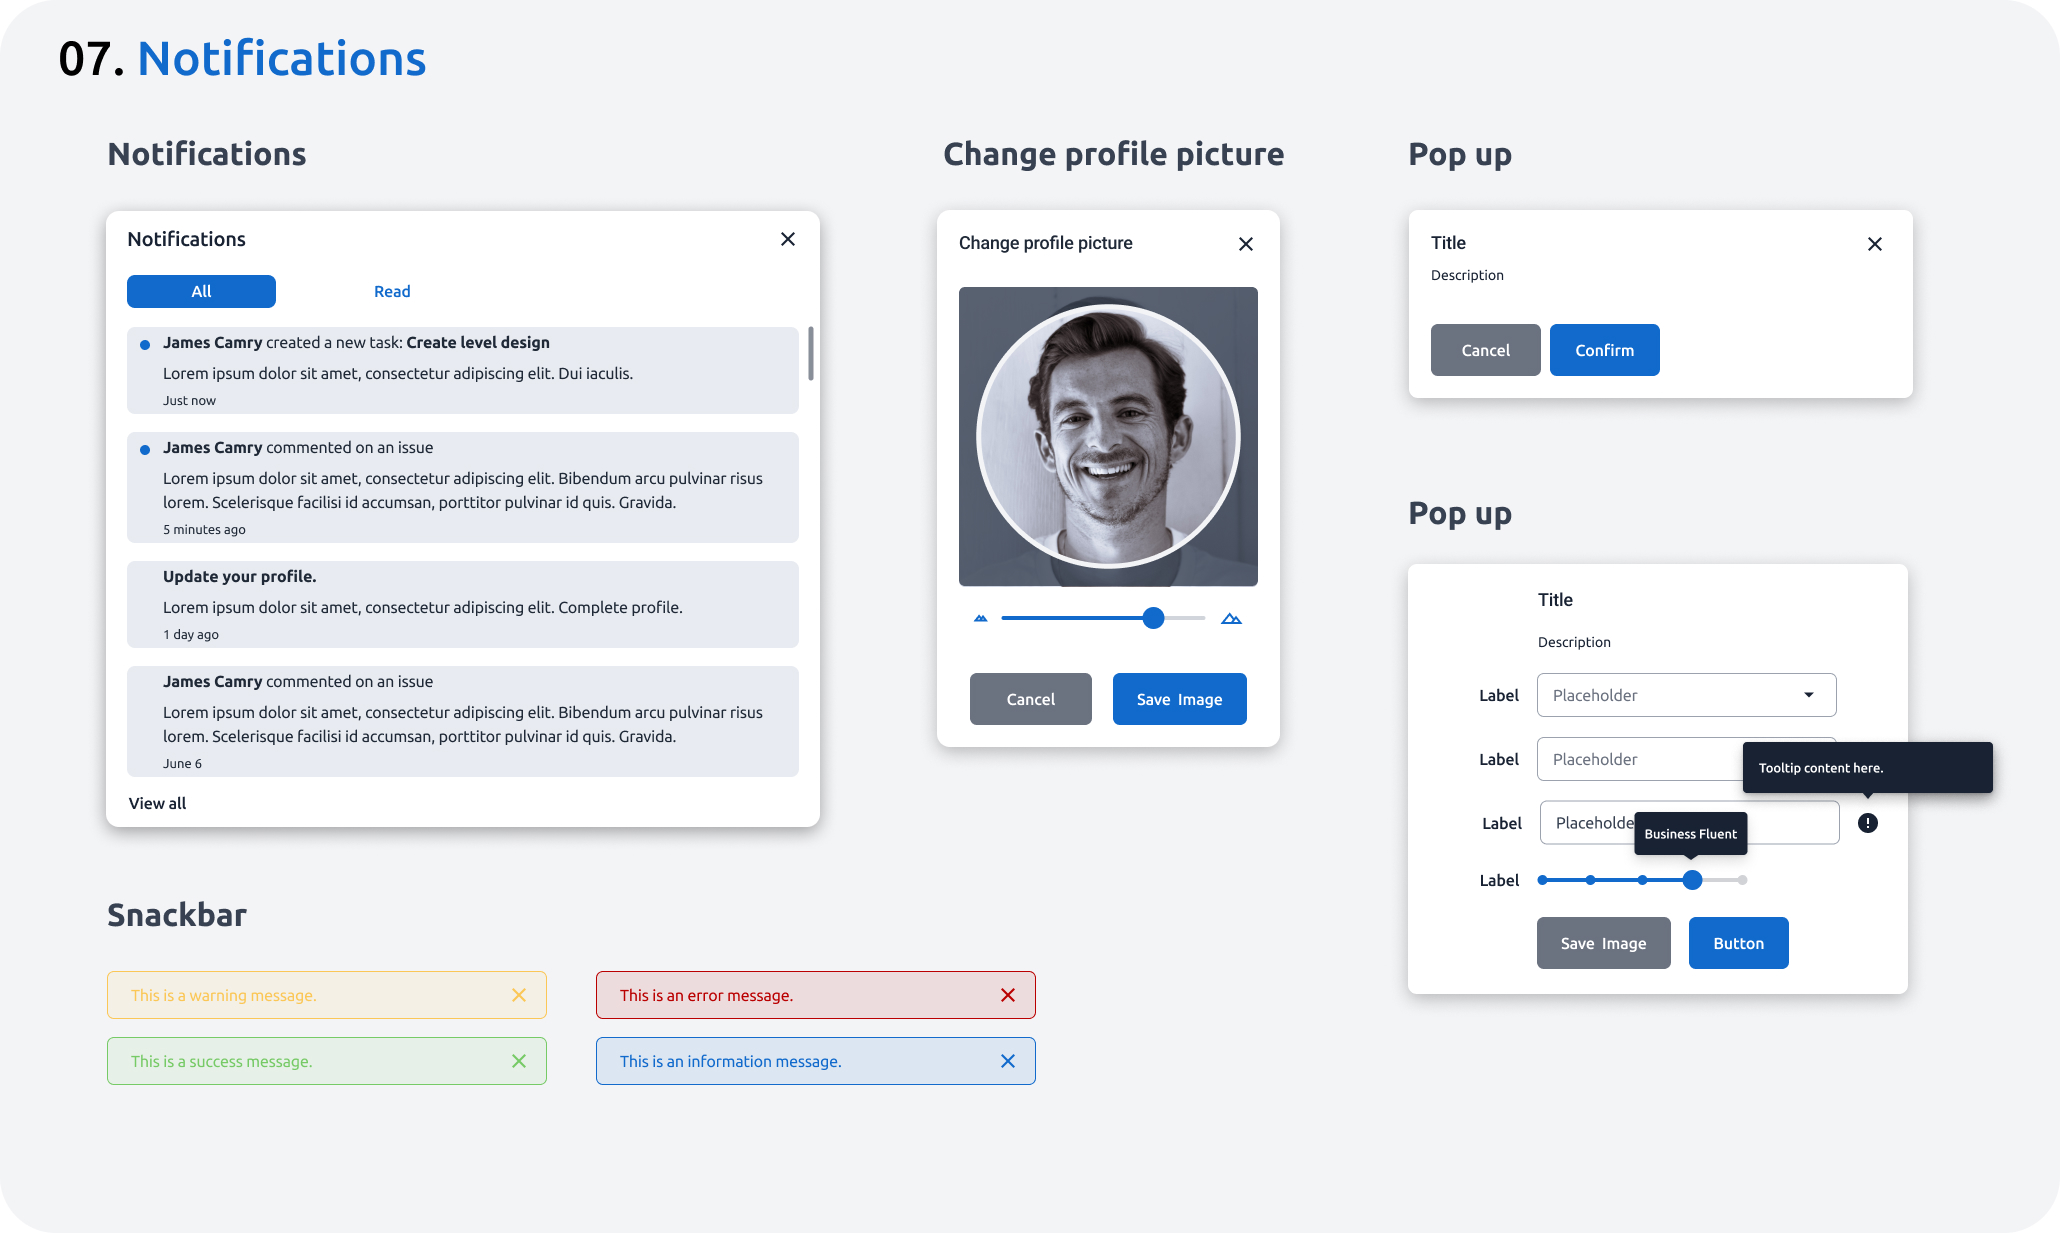 07. Notifications
Notifications
Notifications
All
Read
James Camry created a new task: Create level design
Lorem ipsum dolor sit amet, consectetur adipiscing elit. Dui iaculis.
Just now
James Camry commented on an issue
Lorem ipsum dolor sit amet, consectetur adipiscing elit. Bibendum arcu pulvinar risus
lorem. Scelerisque facilisi id accumsan, porttitor pulvinar id quis. Gravida.
5 minutes ago
Update your profile.
Lorem ipsum dolor sit amet, consectetur adipiscing elit. Complete profile.
1 day ago
James Camry commented on an issue
Lorem ipsum dolor sit amet, consectetur adipiscing elit. Bibendum arcu pulvinar risus
lorem. Scelerisque facilisi id accumsan, porttitor pulvinar id quis. Gravida.
June 6
View all
Change profile picture
Change profile picture
Cancel
Save Image
Pop up
Title
Description
Cancel
Confirm
Pop up
Title
Description
Label
Placeholder
Label
Placeholder
Tooltip content here.
Label
Placeholde
Business Fluent
Label
Save Image
Button
Snackbar
This is a warning message.
This is an error message.
This is a success message.
This is an information message.